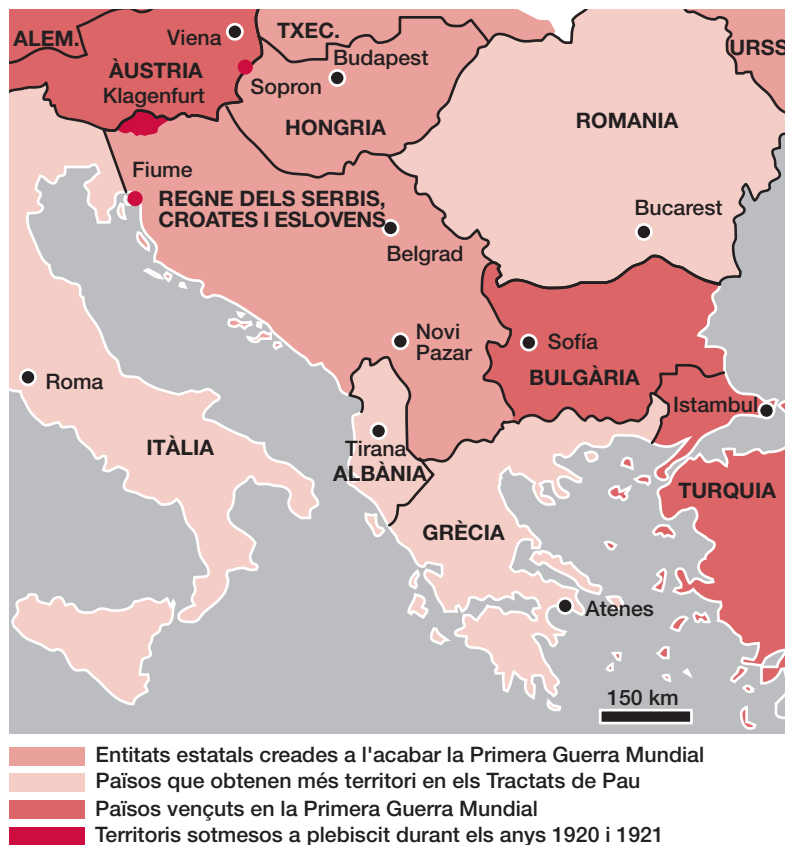 ALEM.
Viena
TXEC.
URSS
ÀUSTRIA
Klagenfurt
Sopron
Budapest
HONGRIA
ROMANIA
Fiume
REGNE DELS SERBIS,
CROATES I ESLOVENS
Belgrad
Bucarest
Novi
Pazar
Sofía
BULGÀRIA
Roma
Istambul
ITÀLIA
Tirana
ALBÀNIA
TURQUIA
GRÈCIA
Atenes
150 km
Entitats estatals creades a l'acabar la Primera Guerra Mundial
Països que obtenen més territori en els Tractats de Pau
Països vençuts en la Primera Guerra Mundial
Territoris sotmesos a plebiscit durant els anys 1920 i 1921